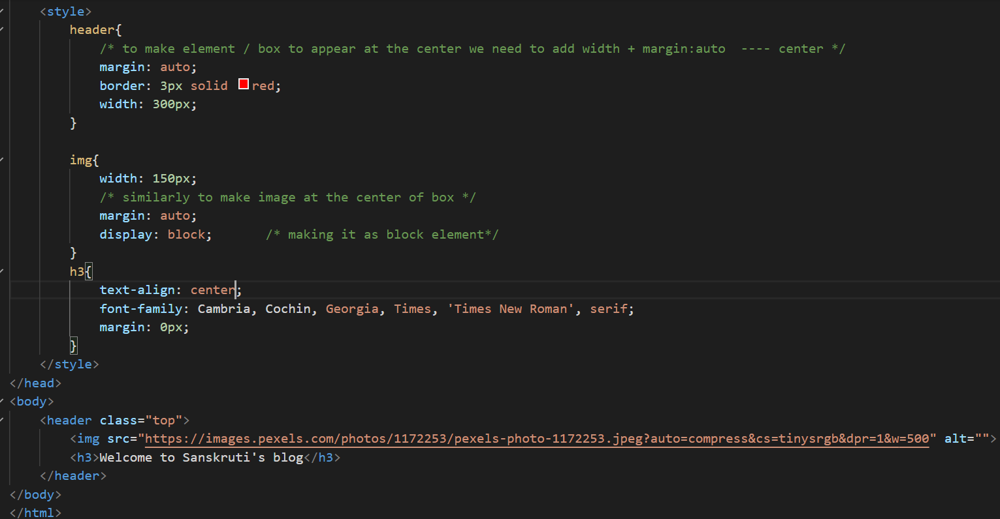 <style>
header{
/* to make element / box to appear at the center we need to add width + margin:auto  ---- center */
margin: auto;
border: 3px solid red;
width: 300px;
}
img{
width: 150px;
/* similarly to make image at the center of box */
margin: auto;
display: block;       /* making it as block element*/
}
h3{
text-align: center;
font-family: Cambria, Cochin, Georgia, Times, 'Times New Roman', serif;
margin: 0px;
}
</style>
</head>
<body>
<header class="top">
<img src="https://images.pexels.com/photos/1172253/pexels-photo-1172253.jpeg?auto=compress&cs=tinysrgb&dpr=1&w=500" alt="">
<h3>Welcome to Sanskruti's blog</h3>
</header>
</body>
</html>